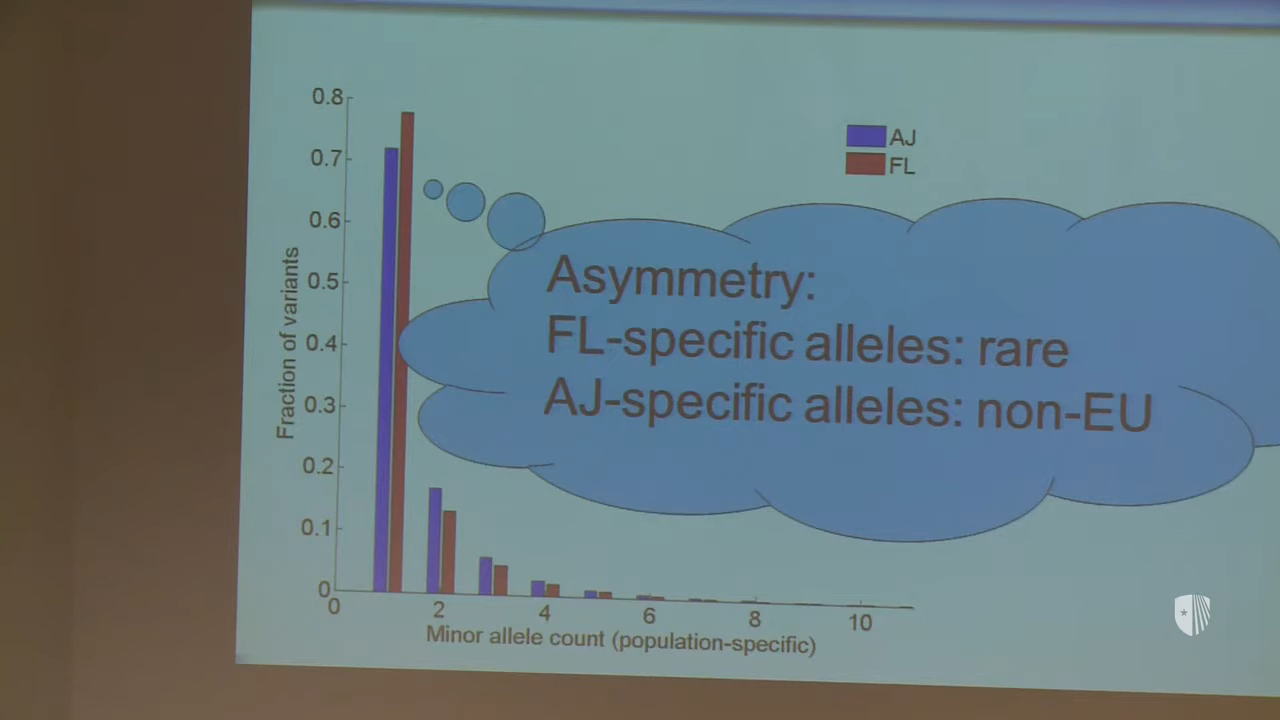 0.8
0.7
0.6
0.5
0.4
0.3
0.2
0.1
0
Fraction of variants
AJ
FL
Asymmetry:
FL-specific alleles: rare
AJ-specific alleles: non-EU
0 2 4 6 8 10
Minor allele count (population-specific)